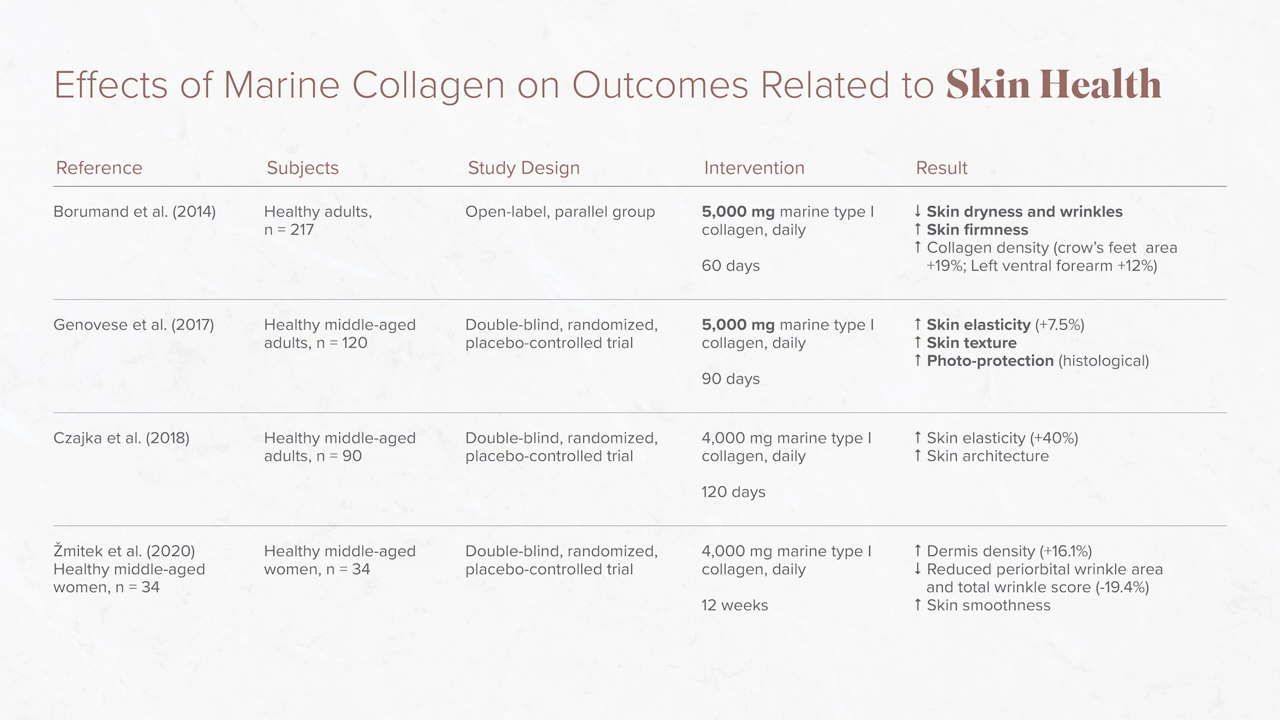 Effects of Marine Collagen on Outcomes Related to Skin Health
Reference
Subjects
Study Design
Intervention
Result
Borumand et al. (2014)
Healthy adults,
n = 217
Open-label, parallel group
5,000 mg marine type I
collagen, daily
60 days
↓ Skin dryness and wrinkles
↑ Skin firmness
↑ Collagen density (crow’s feet area
+19%; Left ventral forearm +12%)
Genovese et al. (2017)
Healthy middle-aged
adults, n = 120
Double-blind, randomized,
placebo-controlled trial
5,000 mg marine type I
collagen, daily
90 days
↑ Skin elasticity (+7.5%)
↑ Skin texture
↑ Photo-protection (histological)
Czajka et al. (2018)
Healthy middle-aged
adults, n = 90
Double-blind, randomized,
placebo-controlled trial
4,000 mg marine type I
collagen, daily
120 days
↑ Skin elasticity (+40%)
↑ Skin architecture
Žmitek et al. (2020)
Healthy middle-aged
women, n = 34
Healthy middle-aged
women, n = 34
Double-blind, randomized,
placebo-controlled trial
4,000 mg marine type I
collagen, daily
12 weeks
↑ Dermis density (+16.1%)
↓ Reduced periorbital wrinkle area
and total wrinkle score (-19.4%)
↑ Skin smoothness